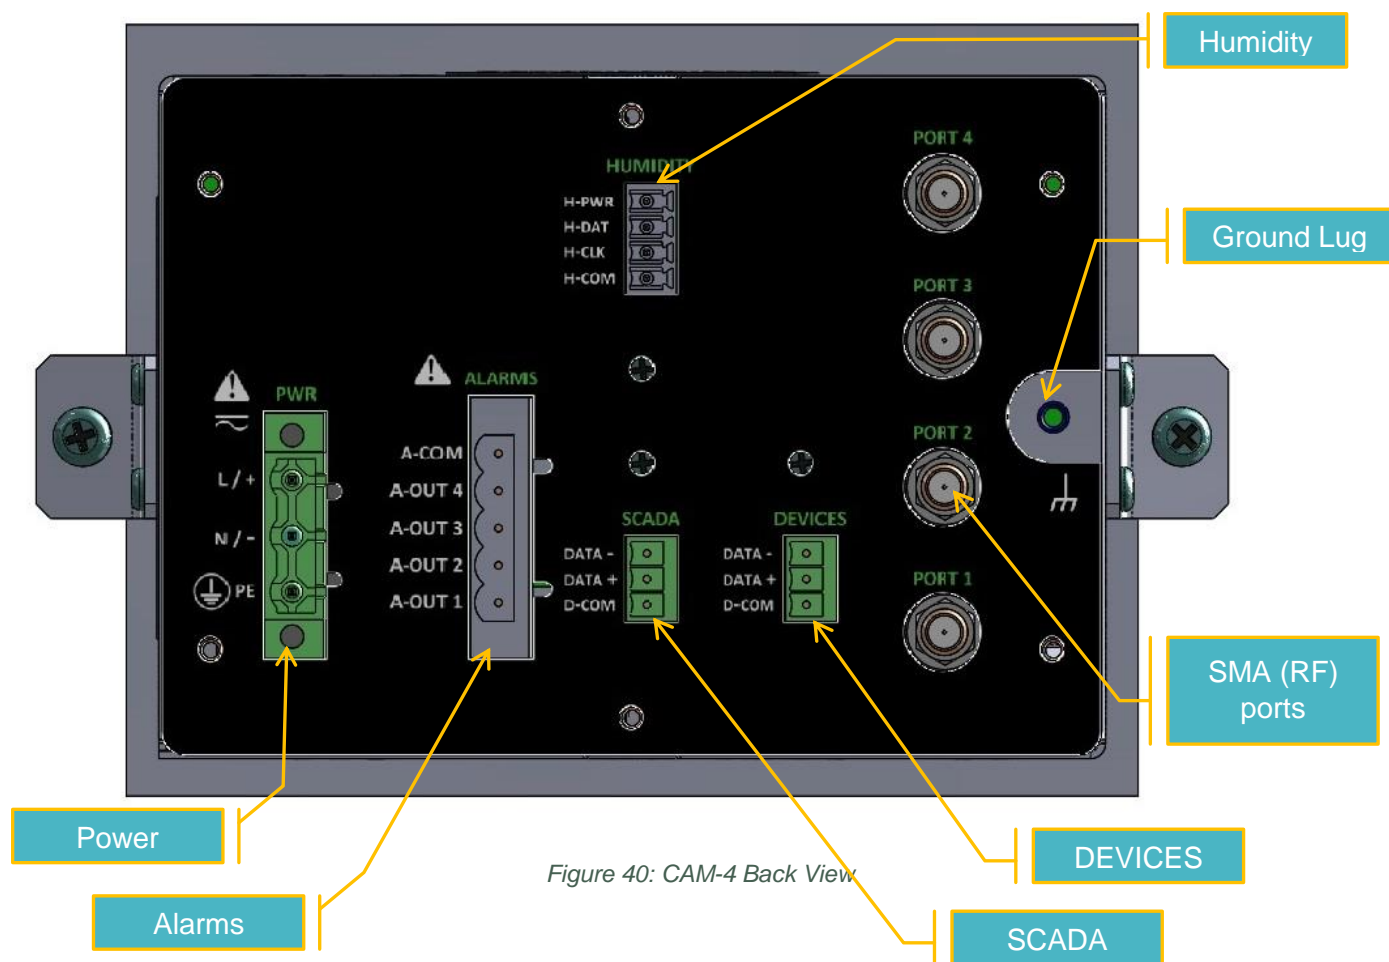 Humidity
PORT 4
HUMIDITY
H-PWR
H-DAT
H-CLK
H-COM
Ground Lug
PORT 3
PWR
L / +
N / -
PE
ALARMS
A-COM
A-OUT 4
A-OUT 3
A-OUT 2
A-OUT 1
SCADA
DATA -
DATA +
D-COM
DEVICES
DATA -
DATA +
D-COM
PORT 2
PORT 1
SMA (RF)
ports
Power
Alarms
Figure 40: CAM-4 Back View
DEVICES
SCADA